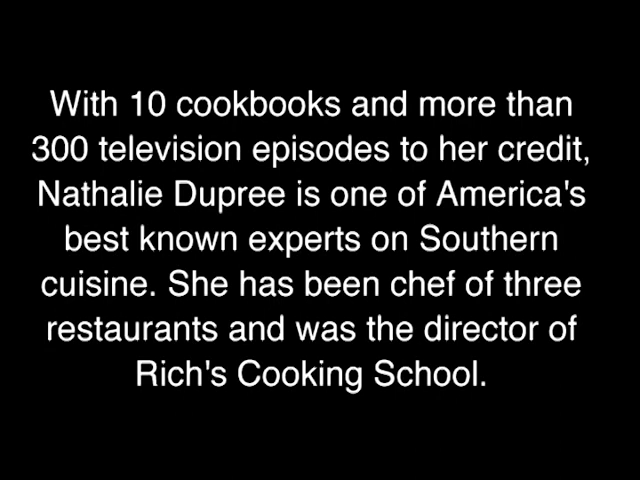 With 10 cookbooks and more than
300 television episodes to her credit,
Nathalie Dupree is one of America's
best known experts on Southern
cuisine. She has been chef of three
restaurants and was the director of
Rich's Cooking School.